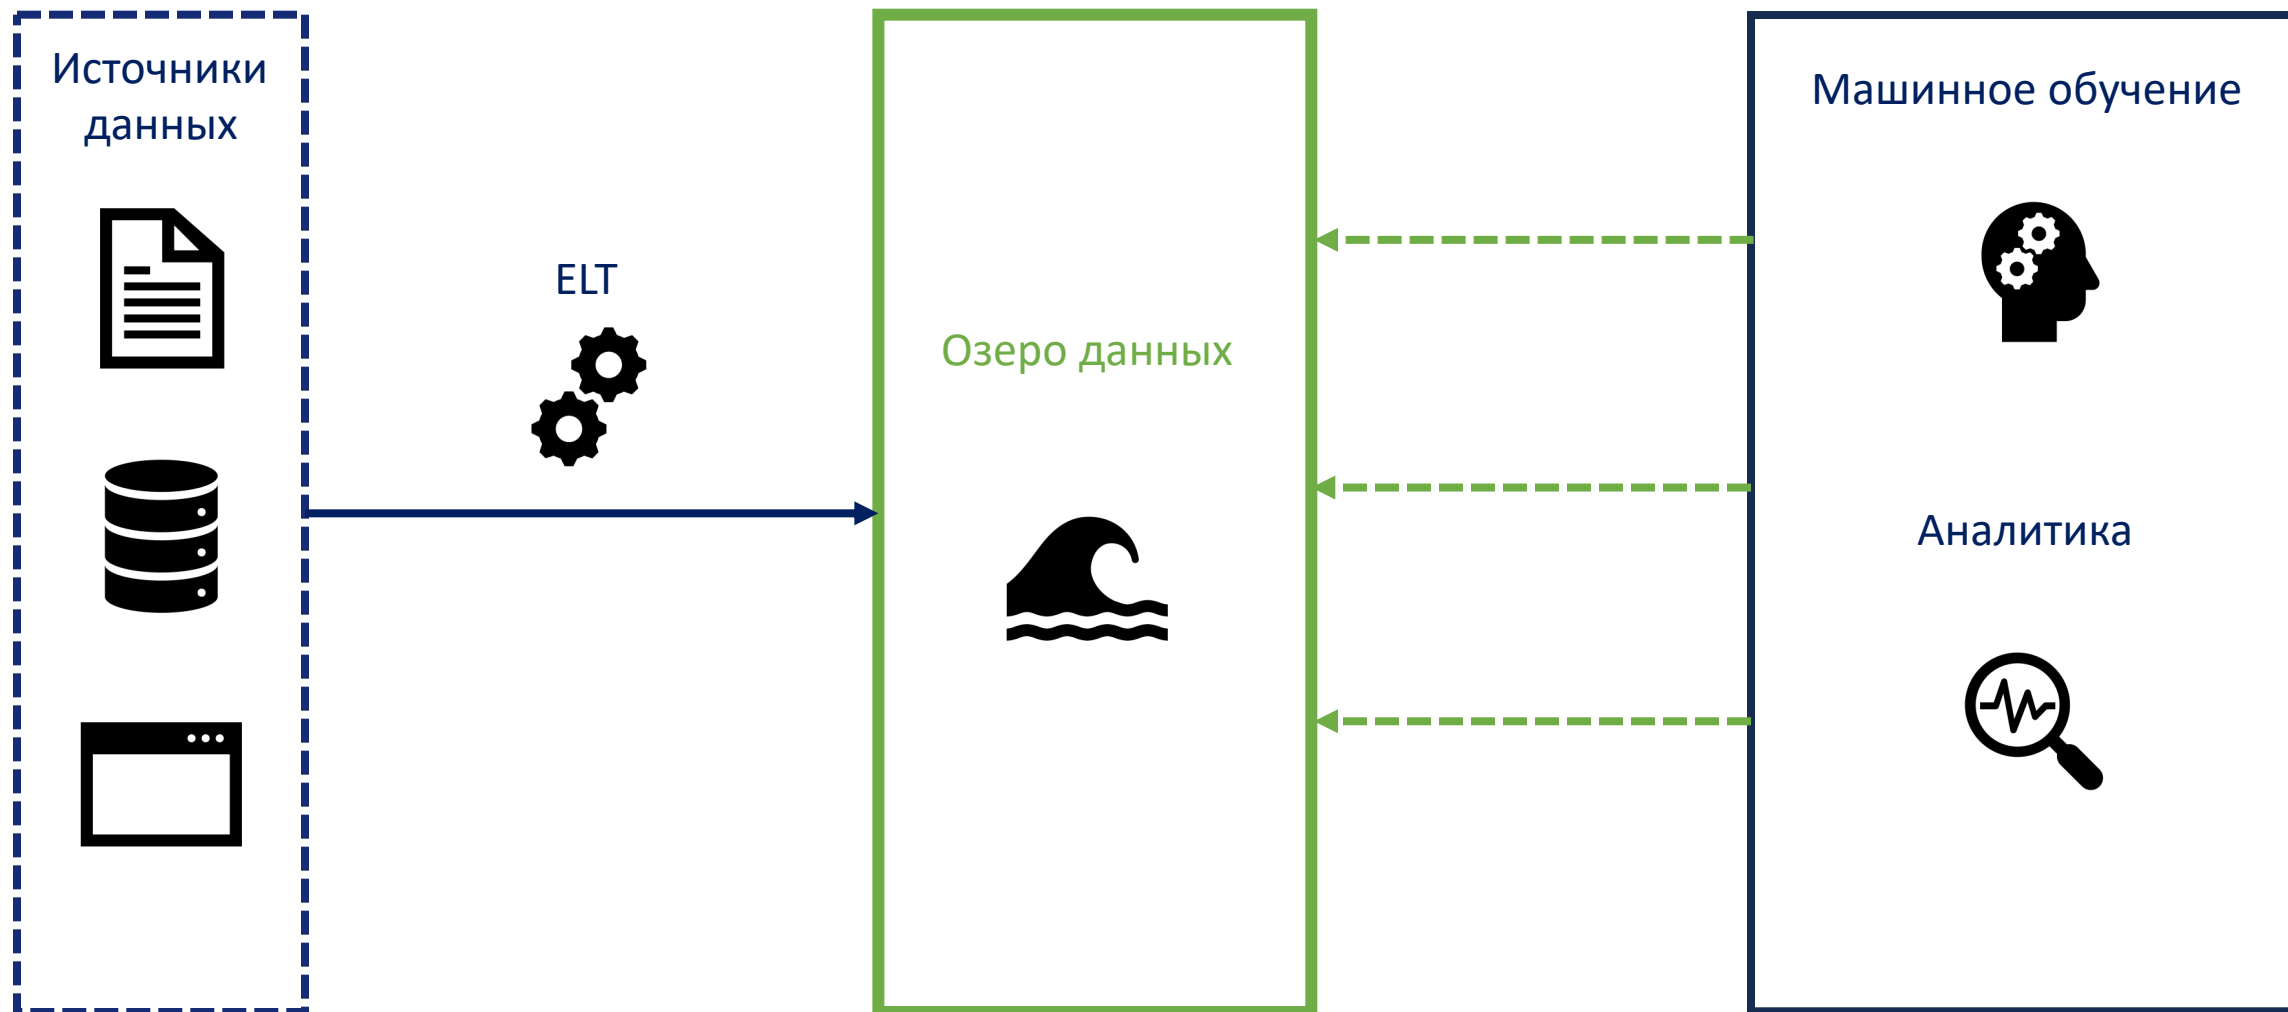 Источники
данных
ELT
Озеро данных
Машинное обучение
Аналитика